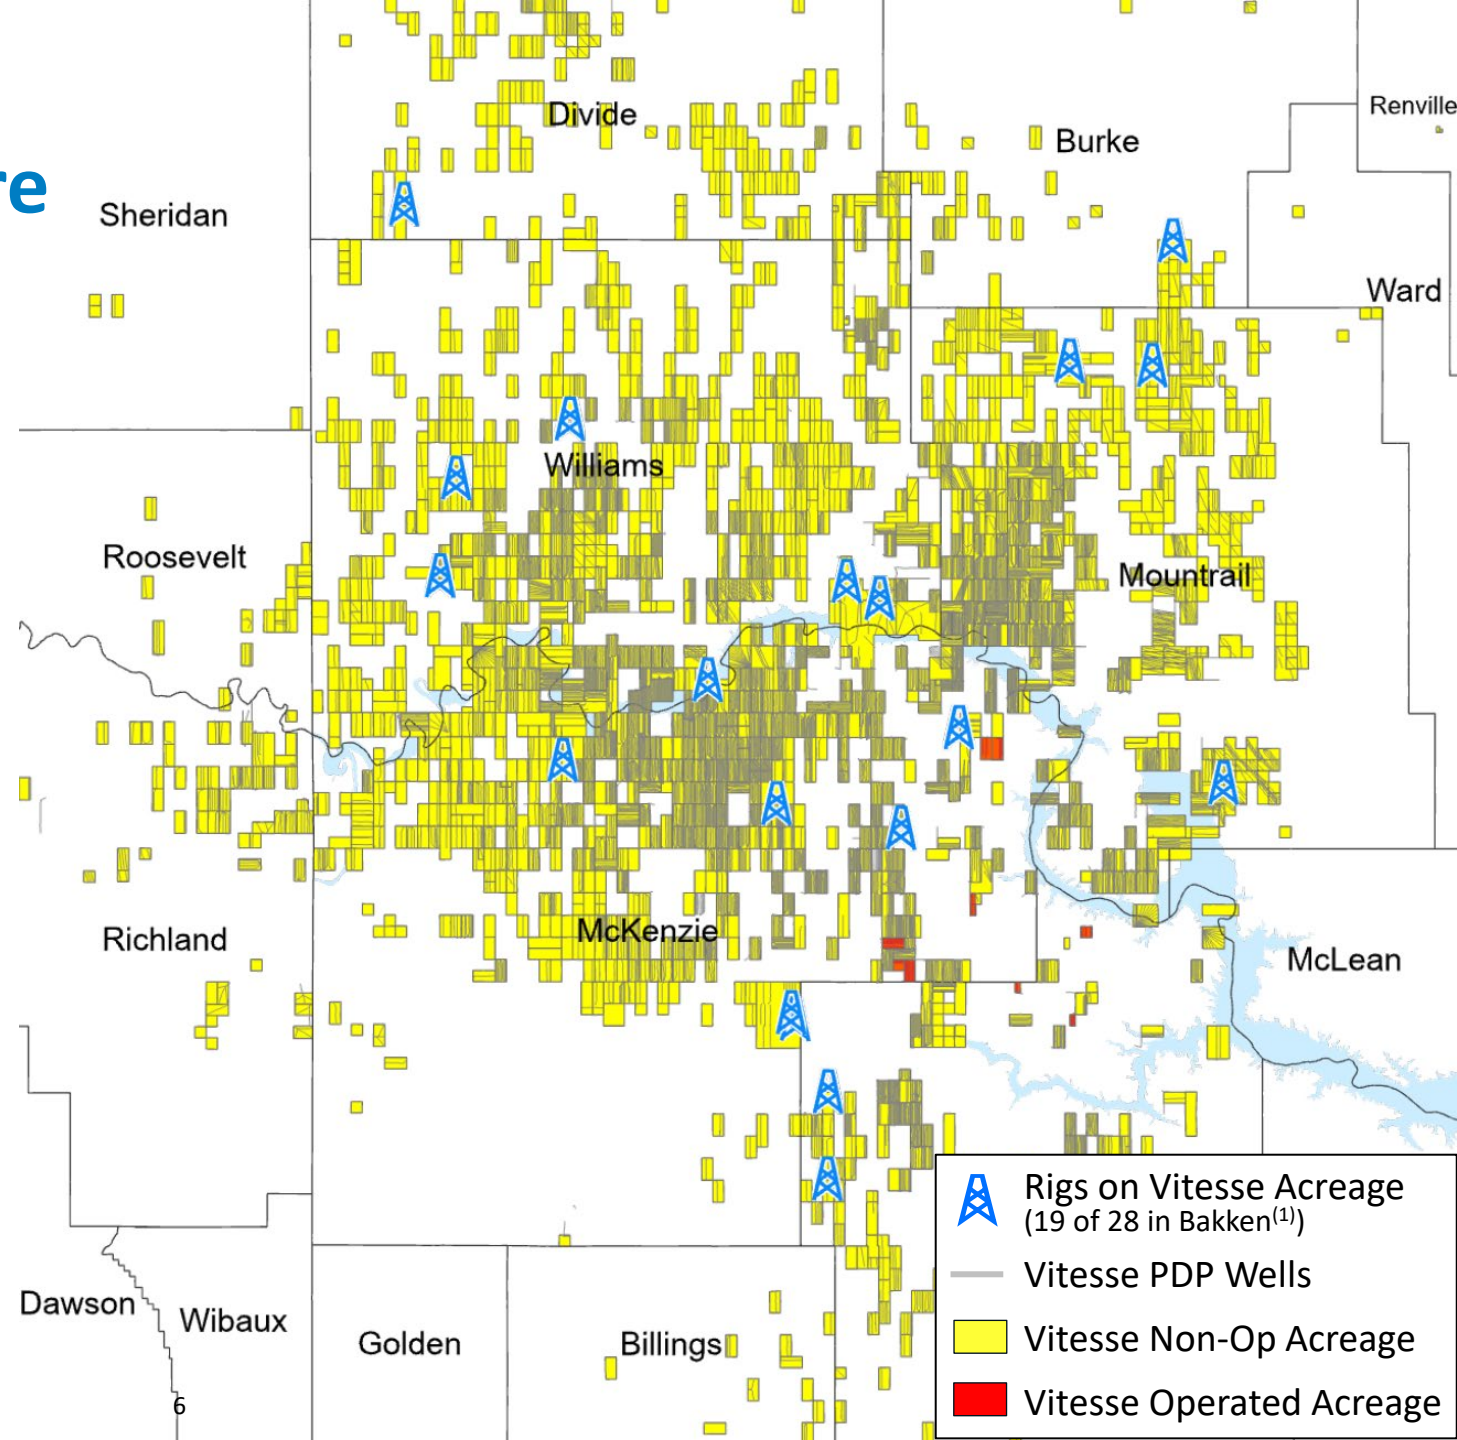 Divide
Renville
Burke
re
Sheridan
Ward
Williams
Roosevelt
Mountrail
McKenzie
Richland
McLean
Rigs on Vitesse Acreage
(19 of 28 in Bakken(1))
Vitesse PDP Wells
Dawson
Wibaux
Golden
Billings
Vitesse Non-Op Acreage
Vitesse Operated Acreage
6